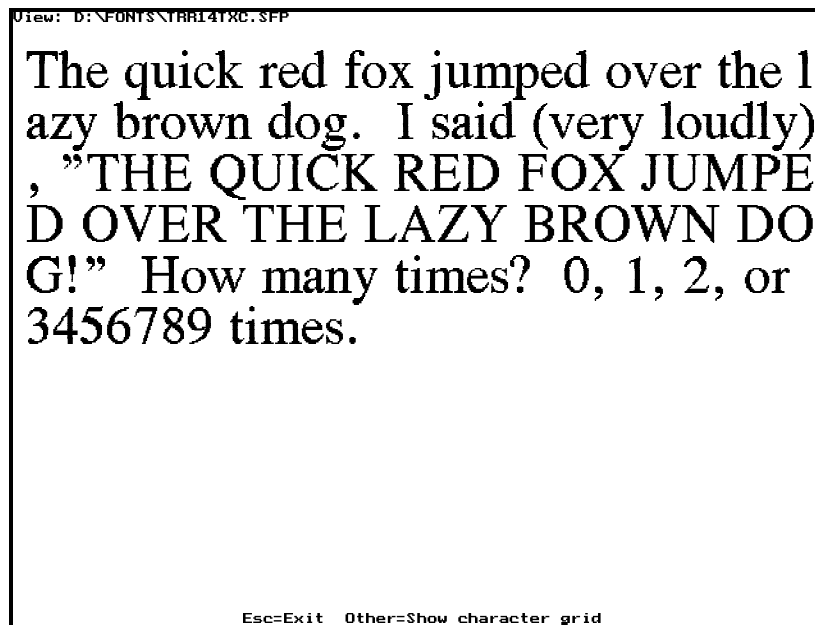 View: D:\FONTS\TRR14TXC.SFP
The quick red fox jumped over the l
azy brown dog.  I said (very loudly)
, ”THE QUICK RED FOX JUMPE
D OVER THE LAZY BROWN DO
G!”  How many times?  0, 1, 2, or
3456789 times.
Esc=Exit  Other=Show character grid